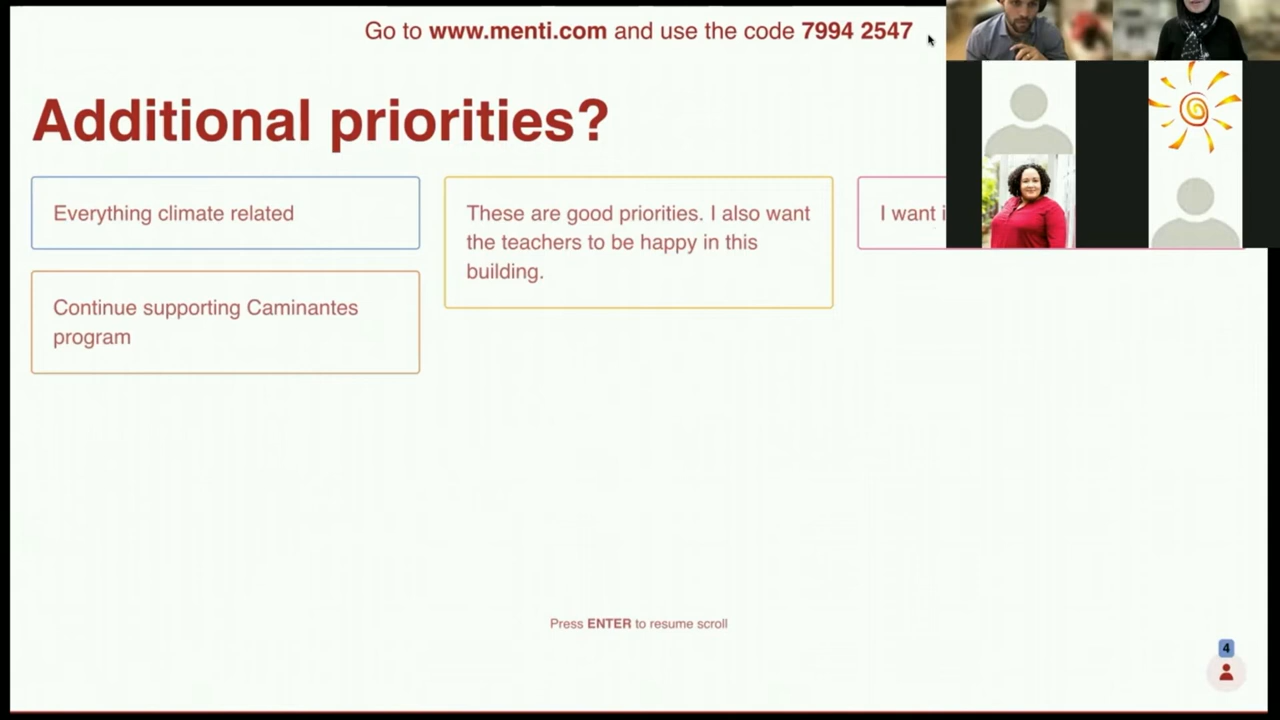 Go to www.menti.com and use the code 7994 2547
Additional priorities?
Everything climate related
These are good priorities. I also want
the teachers to be happy in this
building.
I want
Continue supporting Caminantes
program
Press ENTER to resume scroll
4